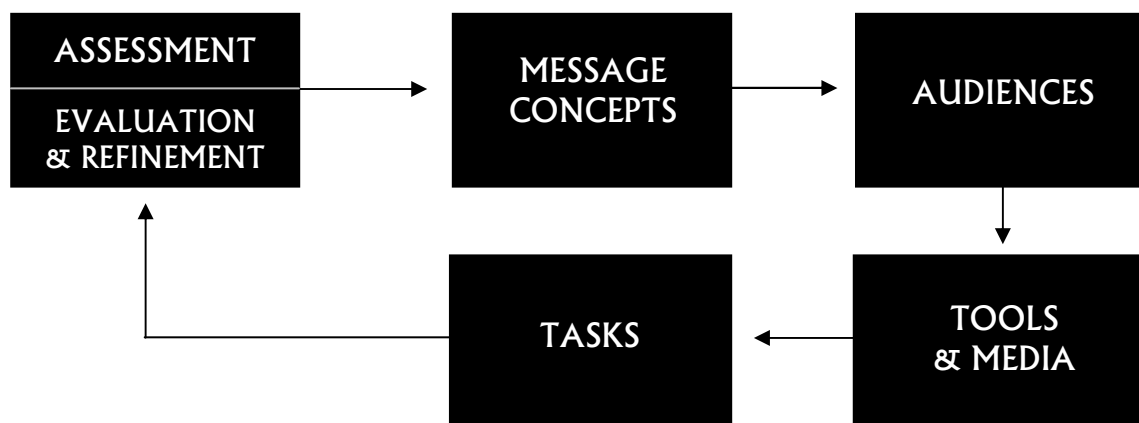 ASSESSMENT
EVALUATION
& REFINEMENT
MESSAGE
CONCEPTS
AUDIENCES
TOOLS
& MEDIA
TASKS